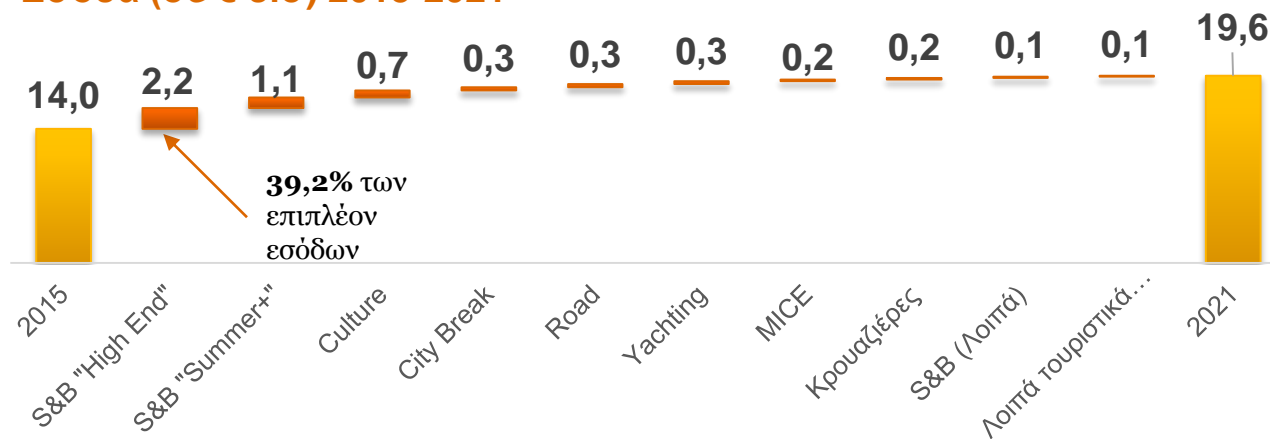 14,0
2,2
1,1
0,7
0,3
0,3
0,3
0,2
0,2
0,1
0,1
19,6
39,2% των
επιπλέον
εσόδων
2015
S&B "High End"
S&B "Summer+"
Culture
City Break
Road
Yachting
MICE
Κρουαζιέρες
S&B (Λοιπά)
Λοιπά τουριστικά…
2021